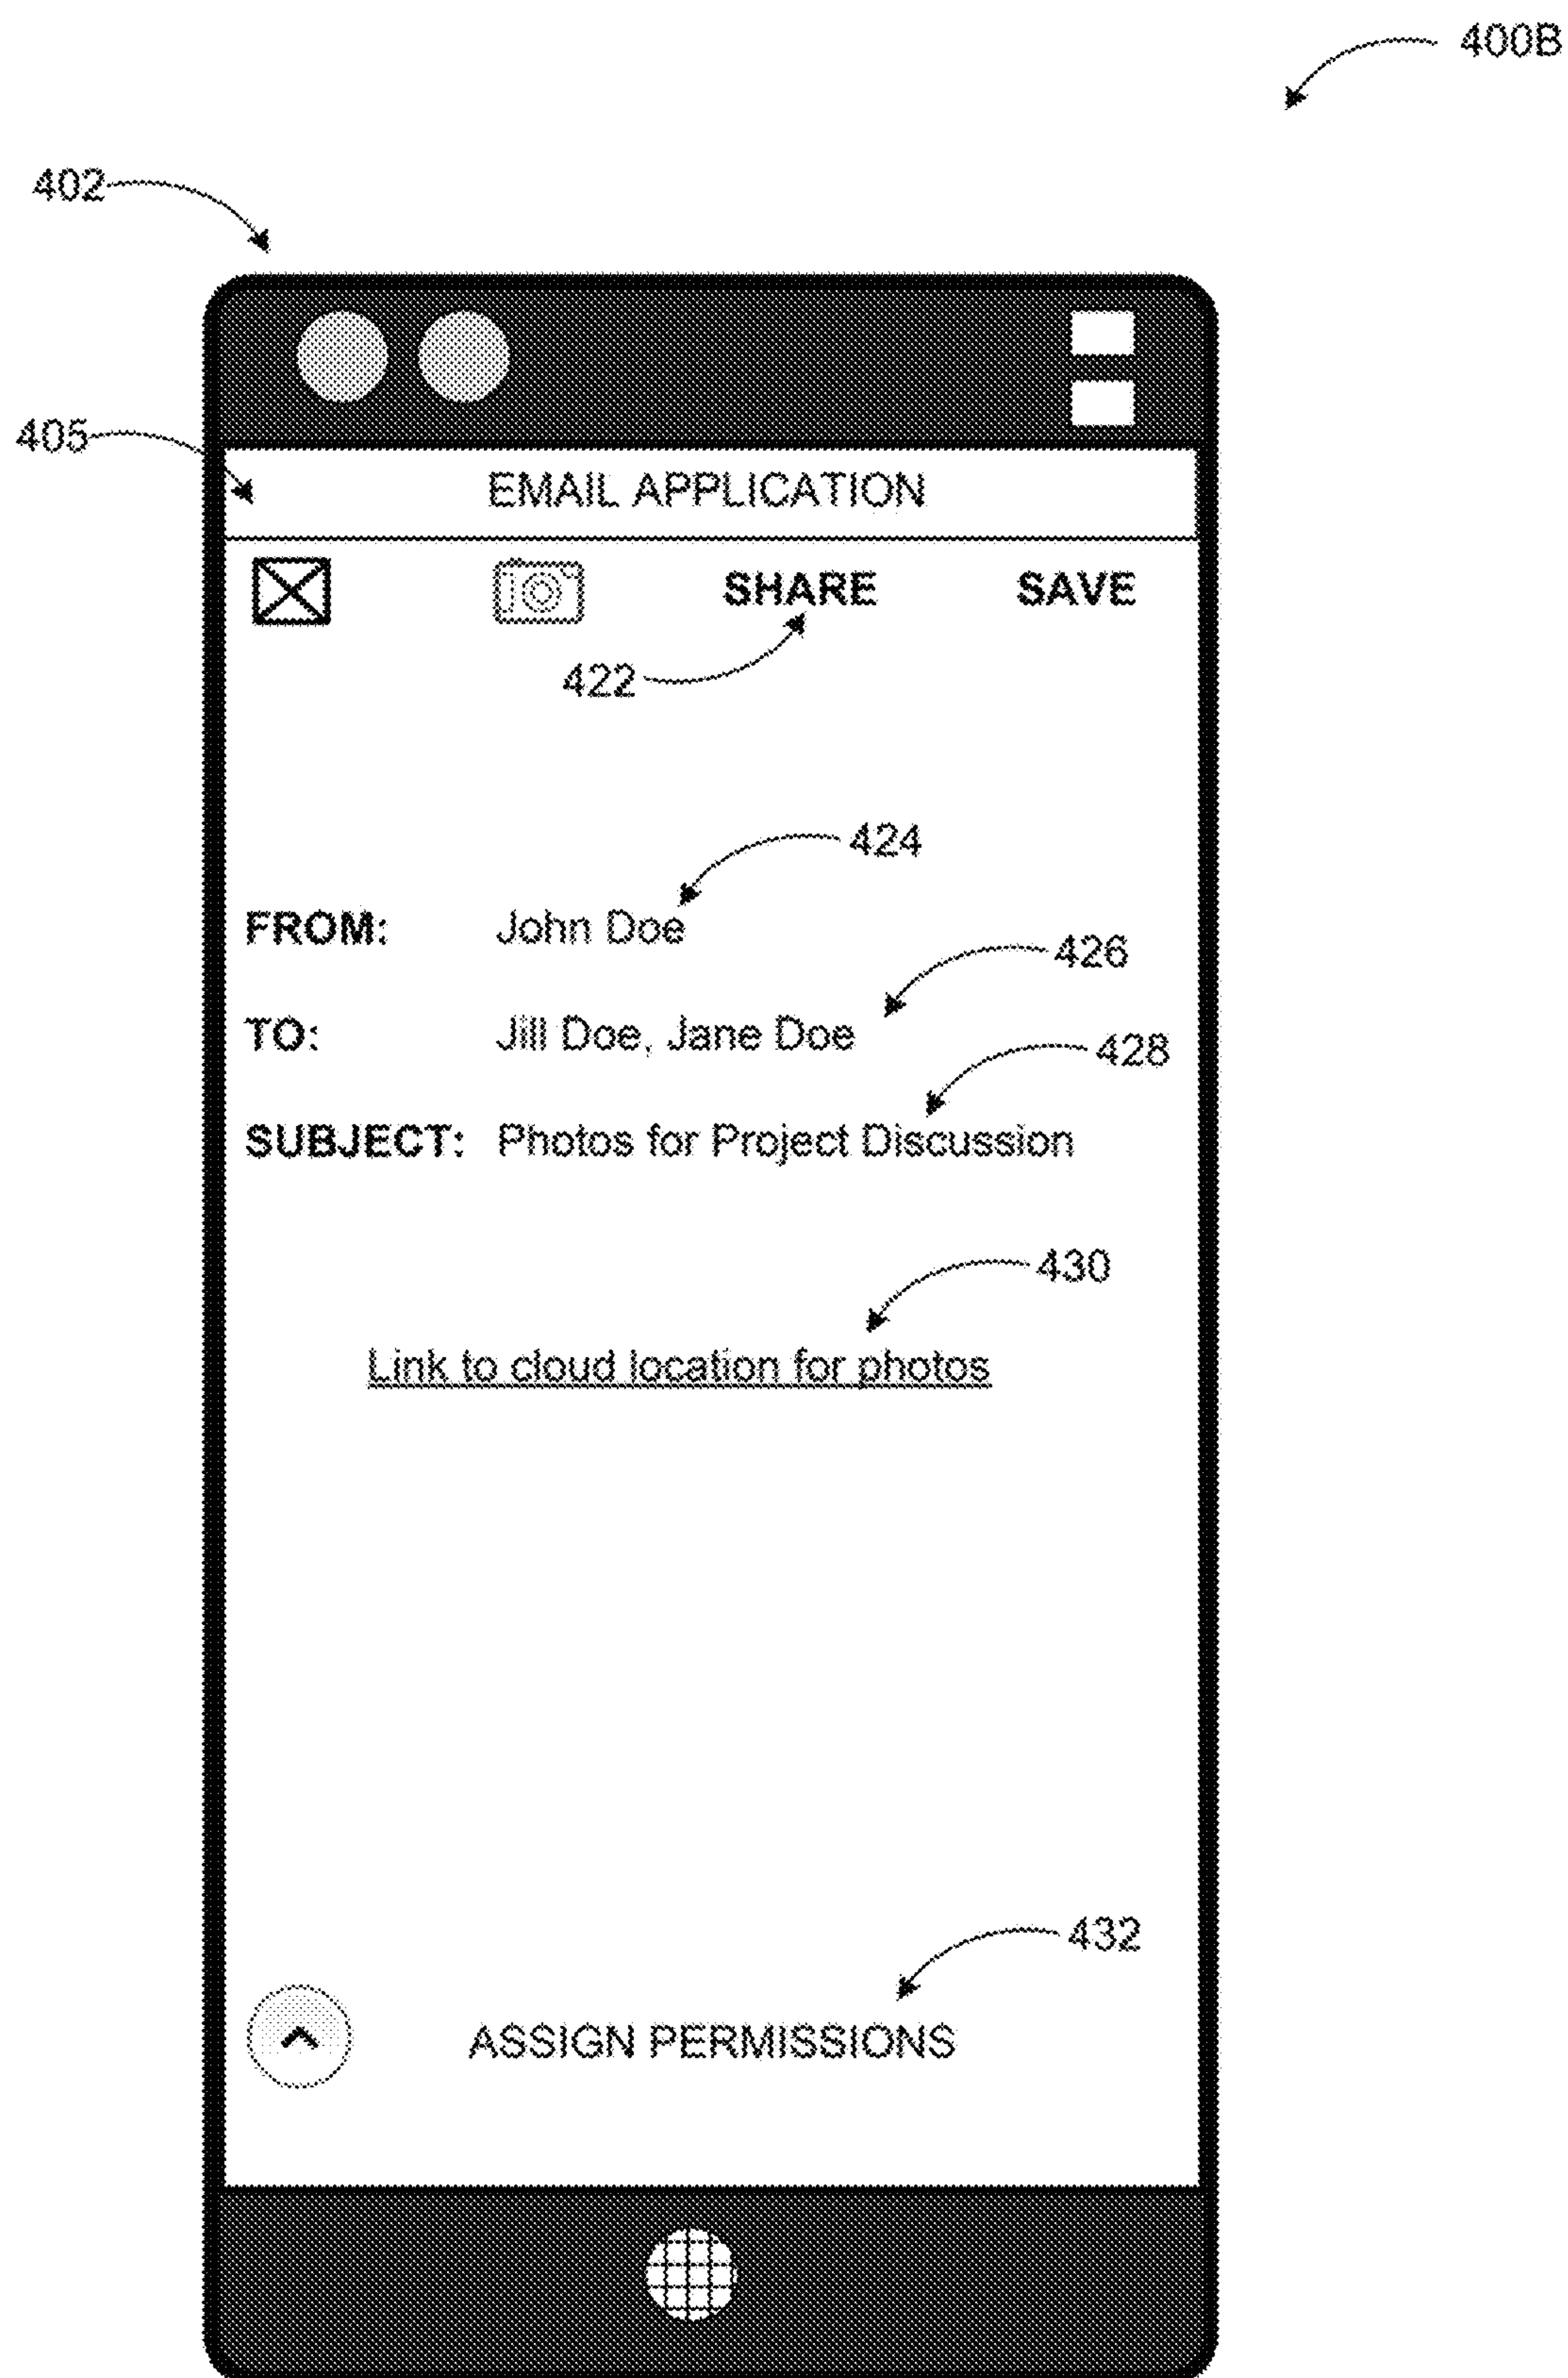 400B
402
405
EMAIL APPLICATION
SHARE SAVE
422
424
FROM: John Doe
426
TO: Jill Doe, Jane Doe
428
SUBJECT: Photos for Project Discussion
430
Link to cloud location for photos
432
ASSIGN PERMISSIONS